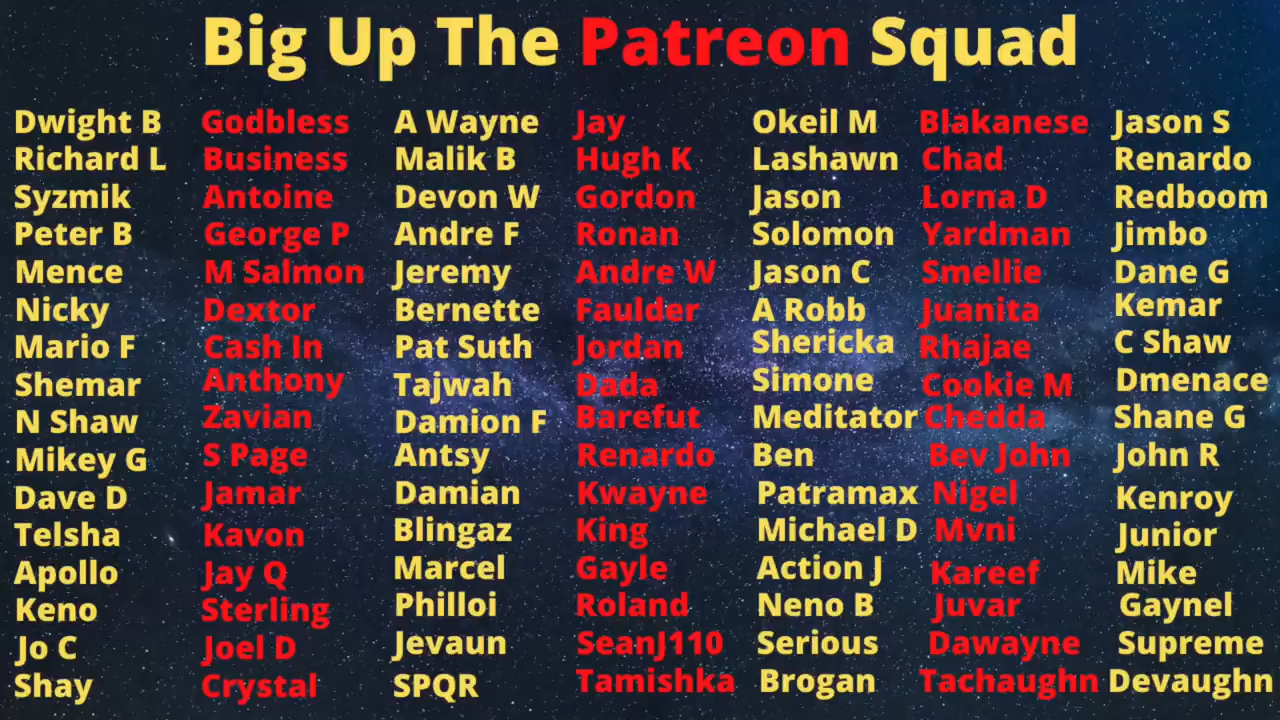 Big Up The Patreon Squad
Dwight B Godbless A Wayne Jay Okeil M Blakanese Jason S
Richard L Business Malik B Hugh K Lashawn Chad Renardo
Syzmik Antoine Devon W Gordon Jason Lorna D Redboom
Peter B George P Andre F Ronan Solomon Yardman Jimbo
Mence M Salmon Jeremy Andre W Jason C Smellie Dane G
Nicky Dextor Bernette Faulder A Robb Juanita Kemar
Mario F Cash In Pat Suth Jordan Shericka Rhajae C Shaw
Shemar Anthony Tajwah Dada Simone Cookie M Dmenace
N Shaw Zavian Damion F Barefut Meditator Chedda Shane G
Mikey G S Page Antsy Renardo Ben Bev John John R
Dave D Jamar Damian Kwayne Patramax Nigel Kenroy
Telsha Kavon Blingaz King Michael D Mvni Junior
Apollo Jay Q Marcel Gayle Action J Kareef Mike
Keno Sterling Philloi Roland Neno B Juvar Gaynel
Jo C Joel D Jevaun SeanJ110 Serious Dawayne Supreme
Shay Crystal SPQR Tamishka Brogan Tachaughn Devaughn